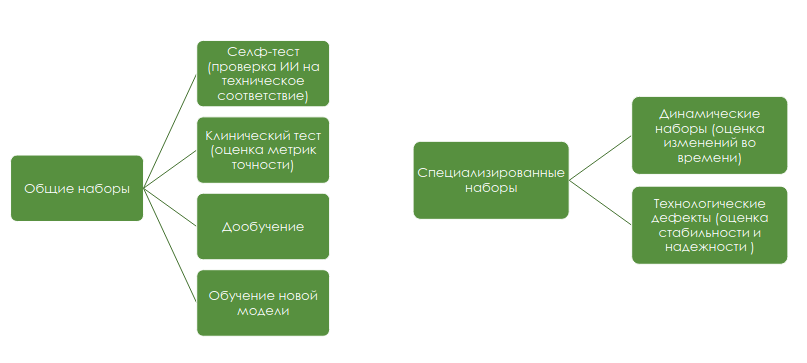 Общие наборы
Селф-тест
(проверка ИИ на
техническое
соответствие)
Клинический тест
(оценка метрик
точности)
Дообучение
Обучение новой
модели
Специализированные
наборы
Динамические
наборы (оценка
изменений во
времени)
Технологические
дефекты (оценка
стабильности и
надежности )